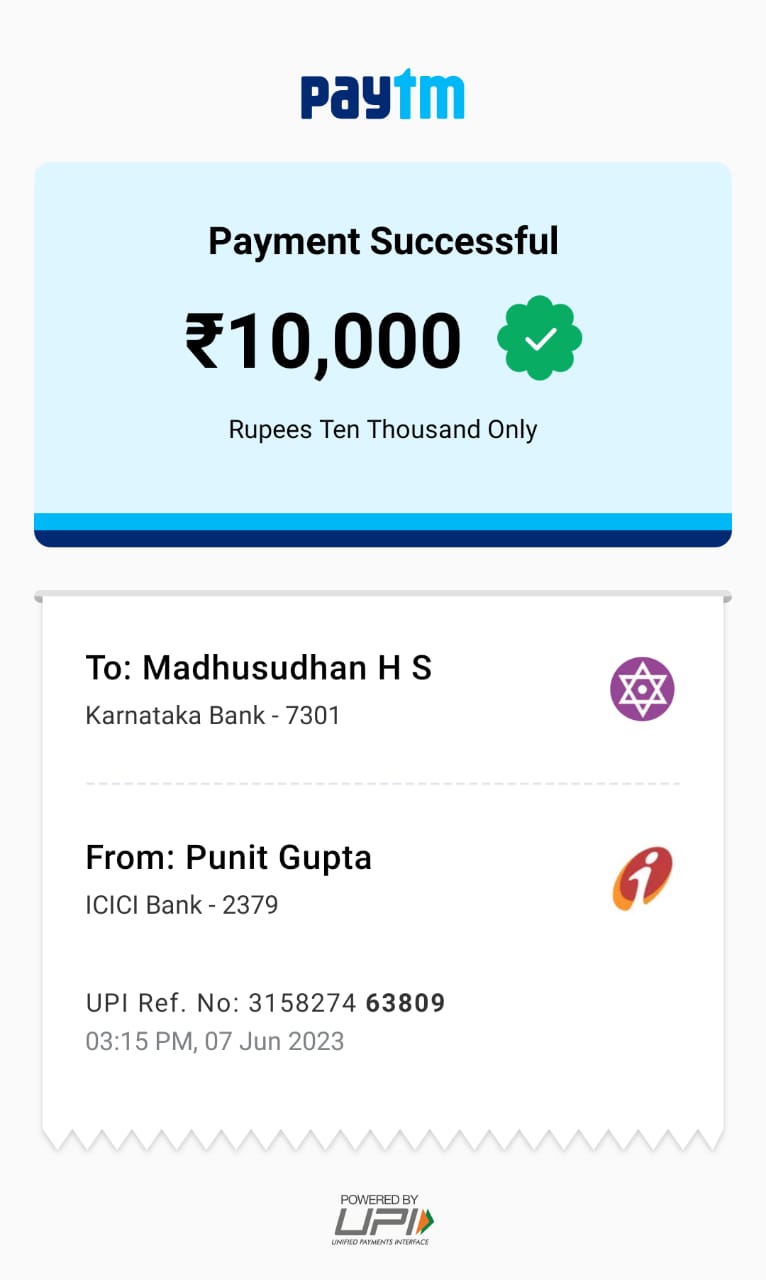 paytm
Payment Successful
₹10,000
Rupees Ten Thousand Only
To: Madhusudhan H S
Karnataka Bank - 7301
From: Punit Gupta
ICICI Bank - 2379
UPI Ref. No: 3158274 63809
03:15 PM, 07 Jun 2023
POWERED BY
UPI
UNIFIED PAYMENTS INTERFACE